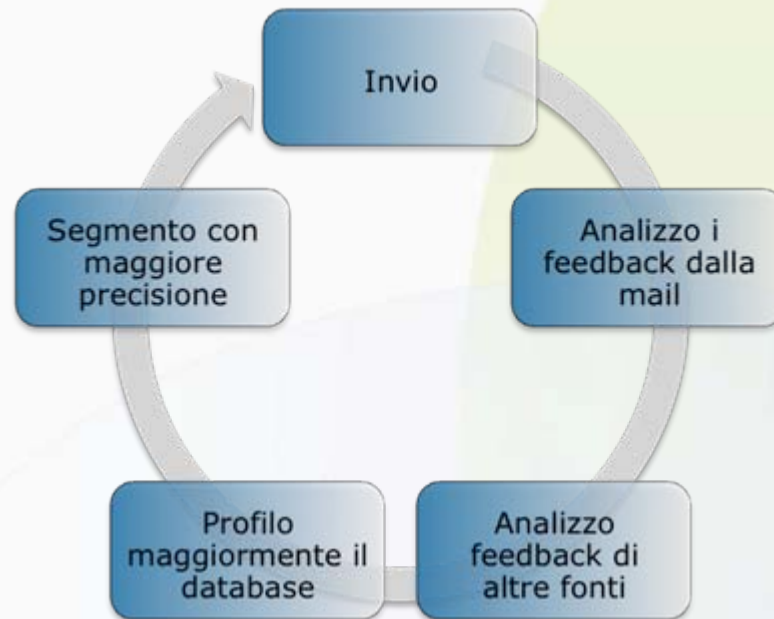 Invio
Analizzo i
feedback dalla
mail
Analizzo
feedback di
altre fonti
Profilo
maggiormente il
database
Segmento con
maggiore
precisione